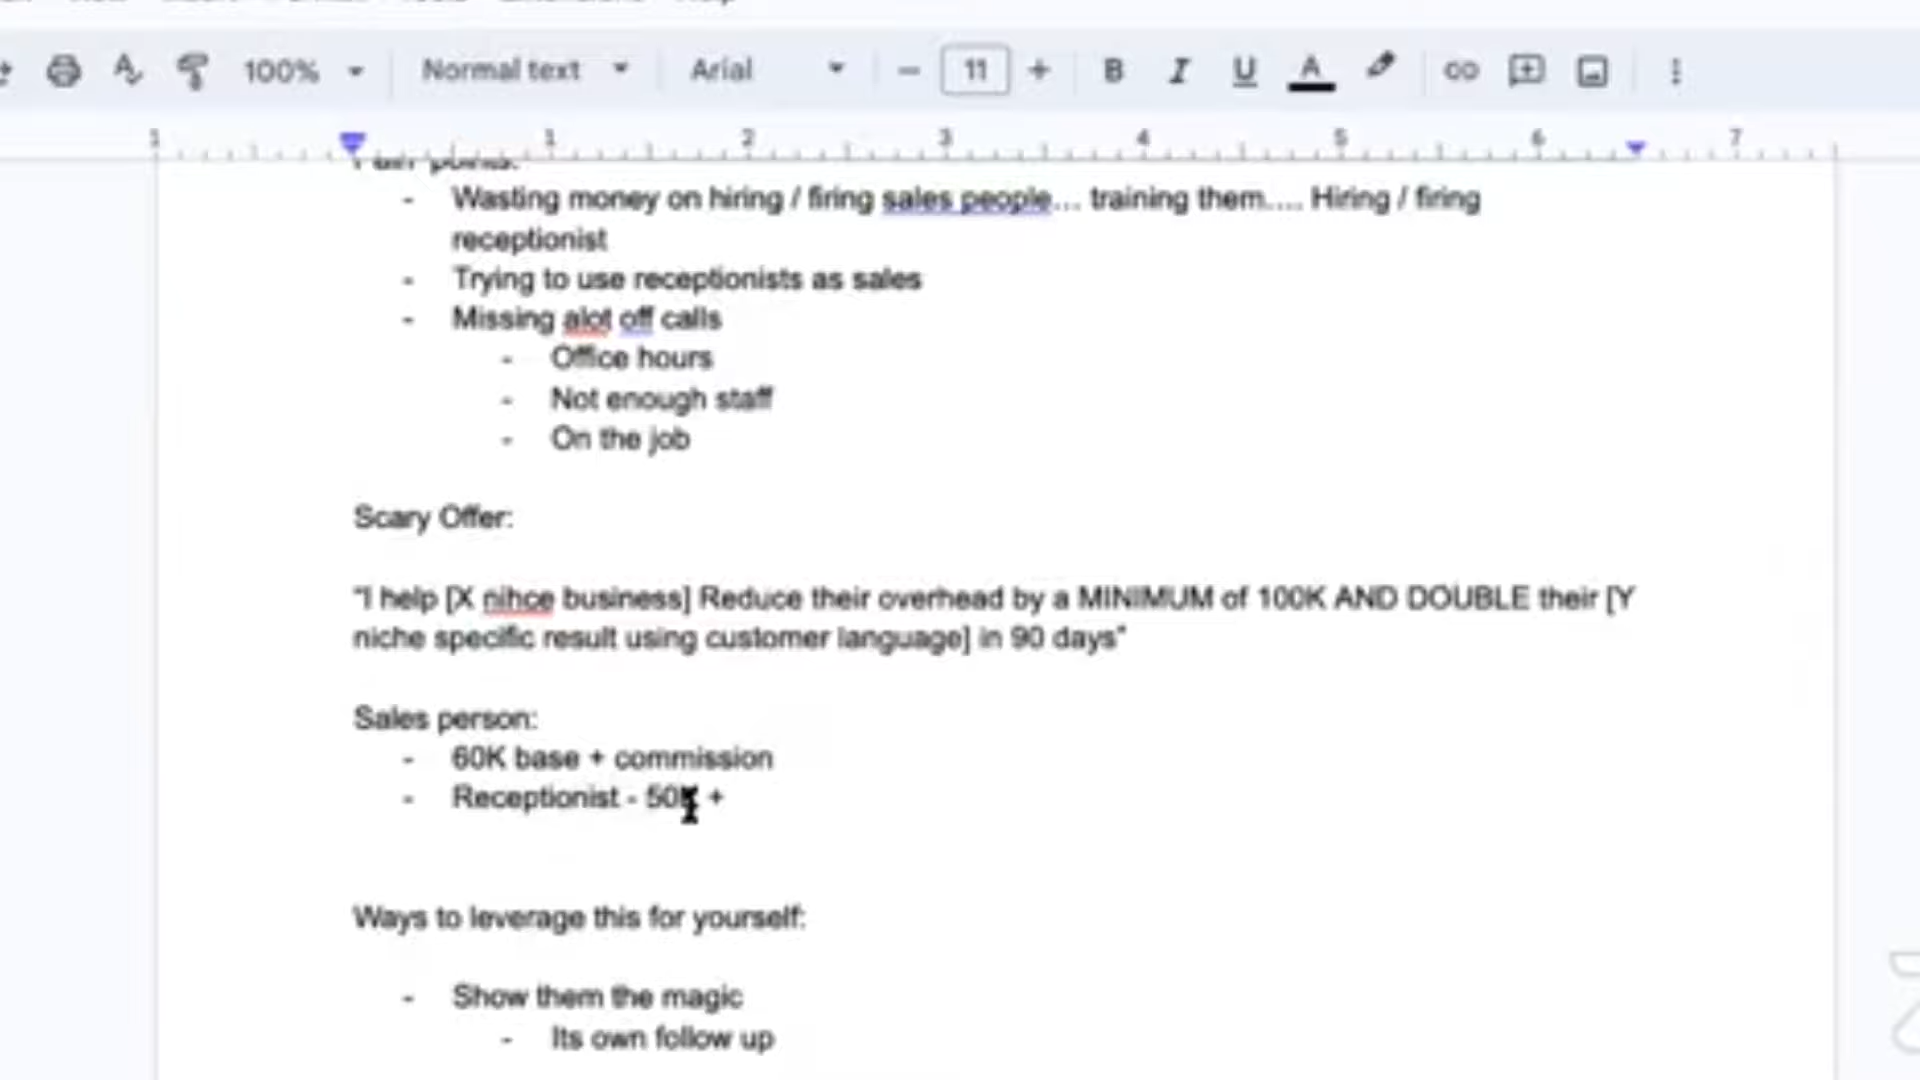 100% Normal text Arial 11 B I U A
1 1 2 3 4 5 6 7
Pain points:
- Wasting money on hiring / firing sales people... training them.... Hiring / firing
receptionist
- Trying to use receptionists as sales
- Missing alot off calls
- Office hours
- Not enough staff
- On the job
Scary Offer:
"I help [X nihce business] Reduce their overhead by a MINIMUM of 100K AND DOUBLE their [Y
niche specific result using customer language] in 90 days"
Sales person:
- 60K base + commission
- Receptionist - 50K +
Ways to leverage this for yourself:
- Show them the magic
- Its own follow up